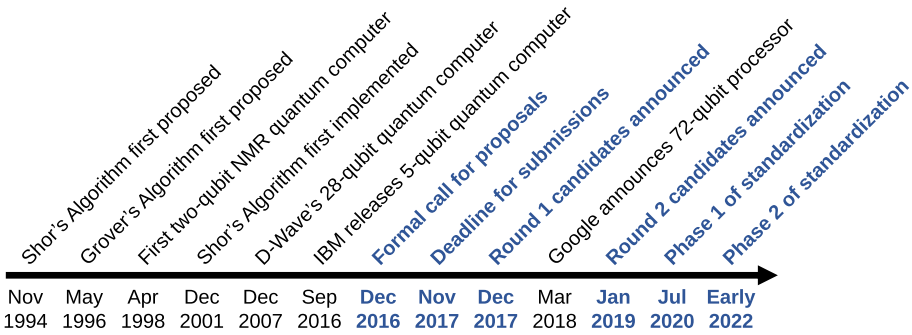 Shor's Algorithm first proposed
Grover's Algorithm first proposed
First two-qubit NMR quantum computer
Shor's Algorithm first implemented
D-Wave's 28-qubit quantum computer
IBM releases 5-qubit quantum computer
Formal call for proposals
Deadline for submissions
Round 1 candidates announced
Google announces 72-qubit processor
Round 2 candidates announced
Phase 1 of standardization
Phase 2 of standardization
Nov May Apr Dec Dec Sep Dec Nov Dec Mar Jan Jul Early
1994 1996 1998 2001 2007 2016 2016 2017 2017 2018 2019 2020 2022